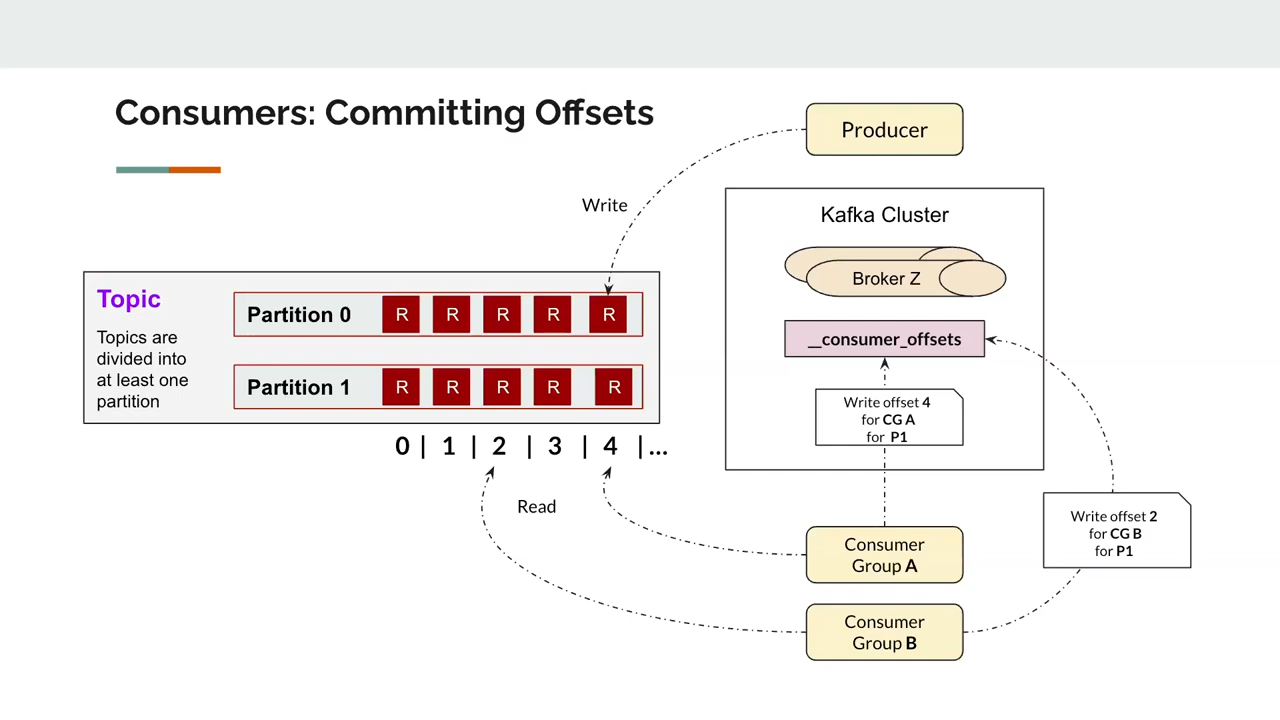 Consumers: Committing Offsets
Producer
Write
Kafka Cluster
Broker Z
__consumer_offsets
Write offset 4
for CG A
for P1
Topic
Topics are
divided into
at least one
partition
Partition 0 R R R R R
Partition 1 R R R R R
0 | 1 | 2 | 3 | 4 | ...
Read
Consumer
Group A
Consumer
Group B
Write offset 2
for CG B
for P1